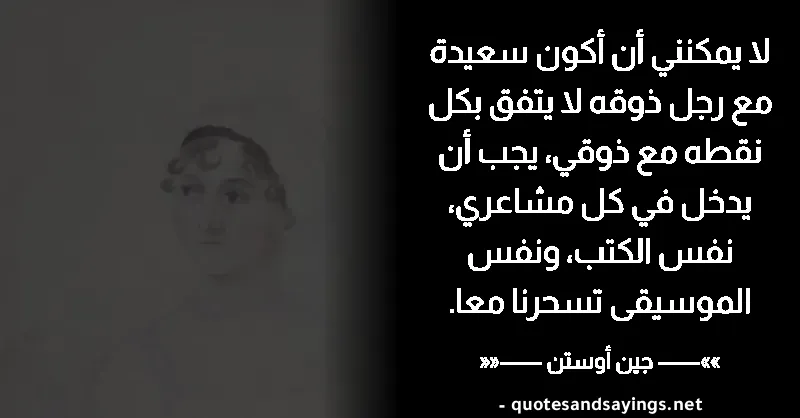 لا يمكنني أن أكون سعيدة
مع رجل ذوقه لا يتفق بكل
نقطه مع ذوقي، يجب أن
يدخل في كل مشاعري،
نفس الكتب، ونفس
الموسيقى تسحرنا معا.
»»—— جين أوستن ——««
- quotesandsayings.net